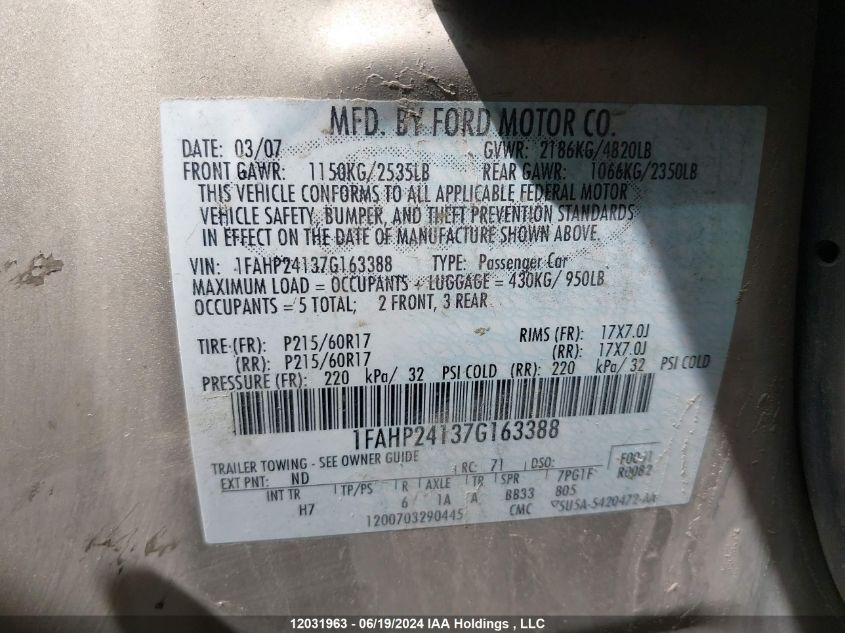 MFD. BY FORD MOTOR CO.
DATE: 03/07 GVWR: 2186KG/4820LB
FRONT GAWR: 1150KG/2535LB REAR GAWR: 1066KG/2350LB
THIS VEHICLE CONFORMS TO ALL APPLICABLE FEDERAL MOTOR
VEHICLE SAFETY, BUMPER, AND THEFT PREVENTION STANDARDS
IN EFFECT ON THE DATE OF MANUFACTURE SHOWN ABOVE.
VIN: 1FAHP24137G163388 TYPE: Passenger Car
MAXIMUM LOAD = OCCUPANTS + LUGGAGE = 430KG/ 950LB
OCCUPANTS = 5 TOTAL; 2 FRONT, 3 REAR
TIRE (FR): P215/60R17 RIMS (FR): 17X7.0J
(RR): P215/60R17 (RR): 17X7.0J
PRESSURE (FR): 220 kPa/ 32 PSI COLD (RR): 220 kPa/ 32 PSI COLD
1FAHP24137G163388
TRAILER TOWING - SEE OWNER GUIDE
EXT PNT: ND RC: 71 DSO: R0082
INT TR TP/PS R AXLE TR SPR 7PG1F
H7 6 1A A BB33 805
1200703290445 CMC 5U5A-5420472-AA
12031963 - 06/19/2024 IAA Holdings , LLC